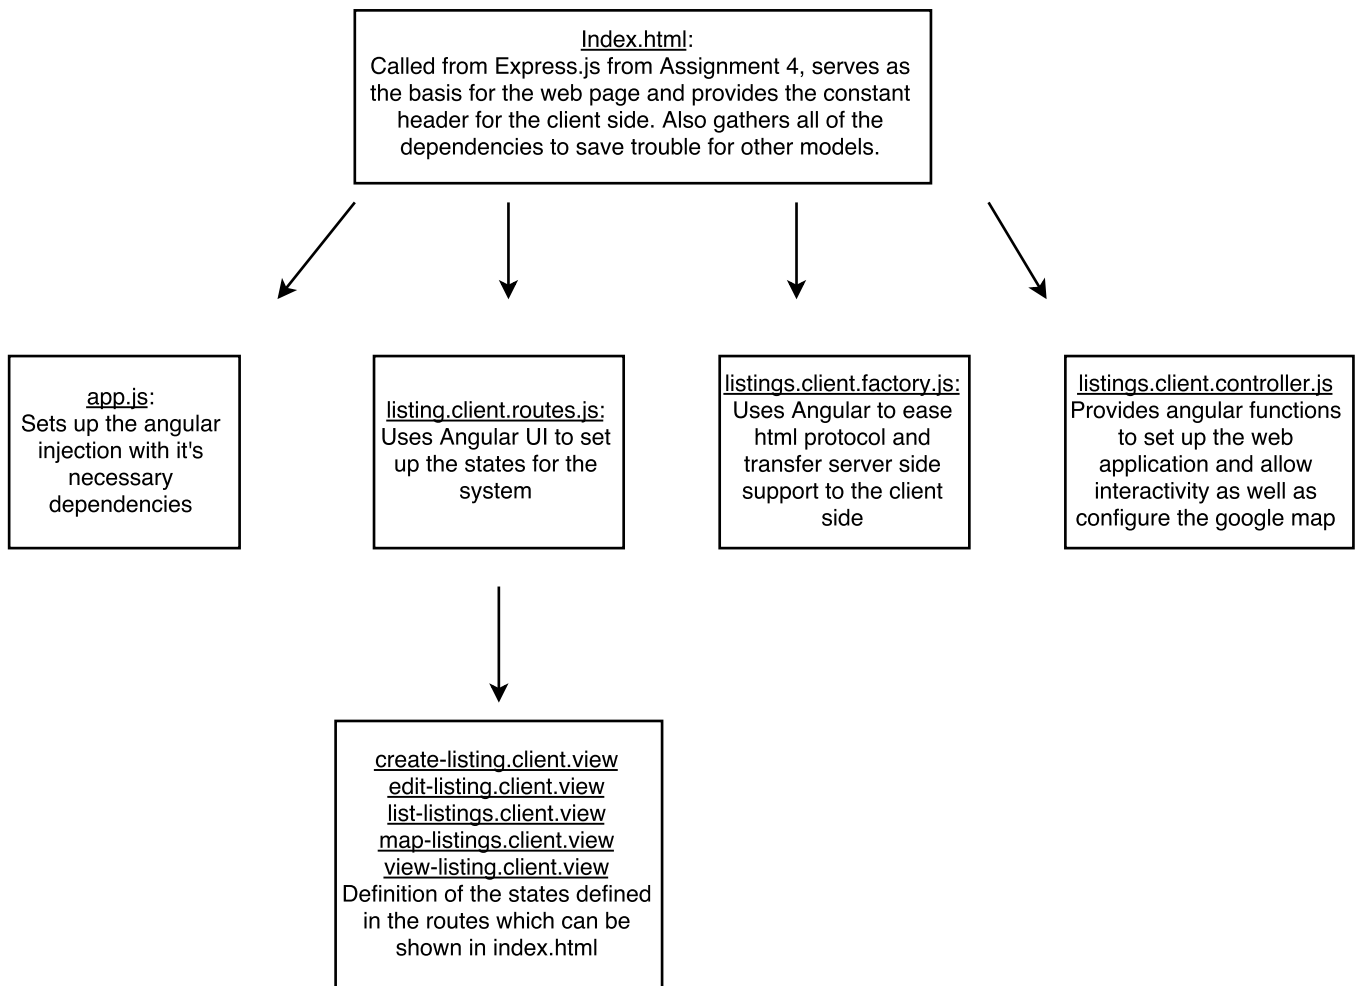 Index.html:
Called from Express.js from Assignment 4, serves as
the basis for the web page and provides the constant
header for the client side. Also gathers all of the
dependencies to save trouble for other models.
app.js:
Sets up the angular
injection with it's
necessary
dependencies
listing.client.routes.js:
Uses Angular UI to set
up the states for the
system
listings.client.factory.js:
Uses Angular to ease
html protocol and
transfer server side
support to the client
side
listings.client.controller.js
Provides angular functions
to set up the web
application and allow
interactivity as well as
configure the google map
create-listing.client.view
edit-listing.client.view
list-listings.client.view
map-listings.client.view
view-listing.client.view
Definition of the states defined
in the routes which can be
shown in index.html